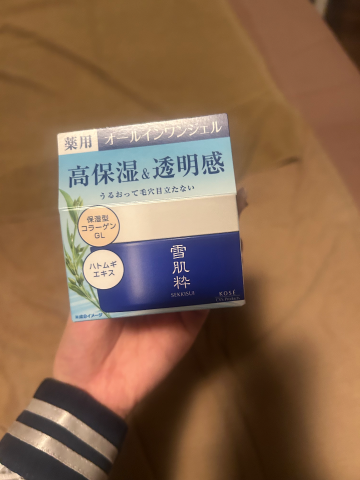 薬用 オールインワンジェル
高保湿&透明感
うるおって毛穴目立たない
保湿型
コラーゲン
GL
ハトムギ
エキス
雪肌粋
SEKKISUI
KOSÉ